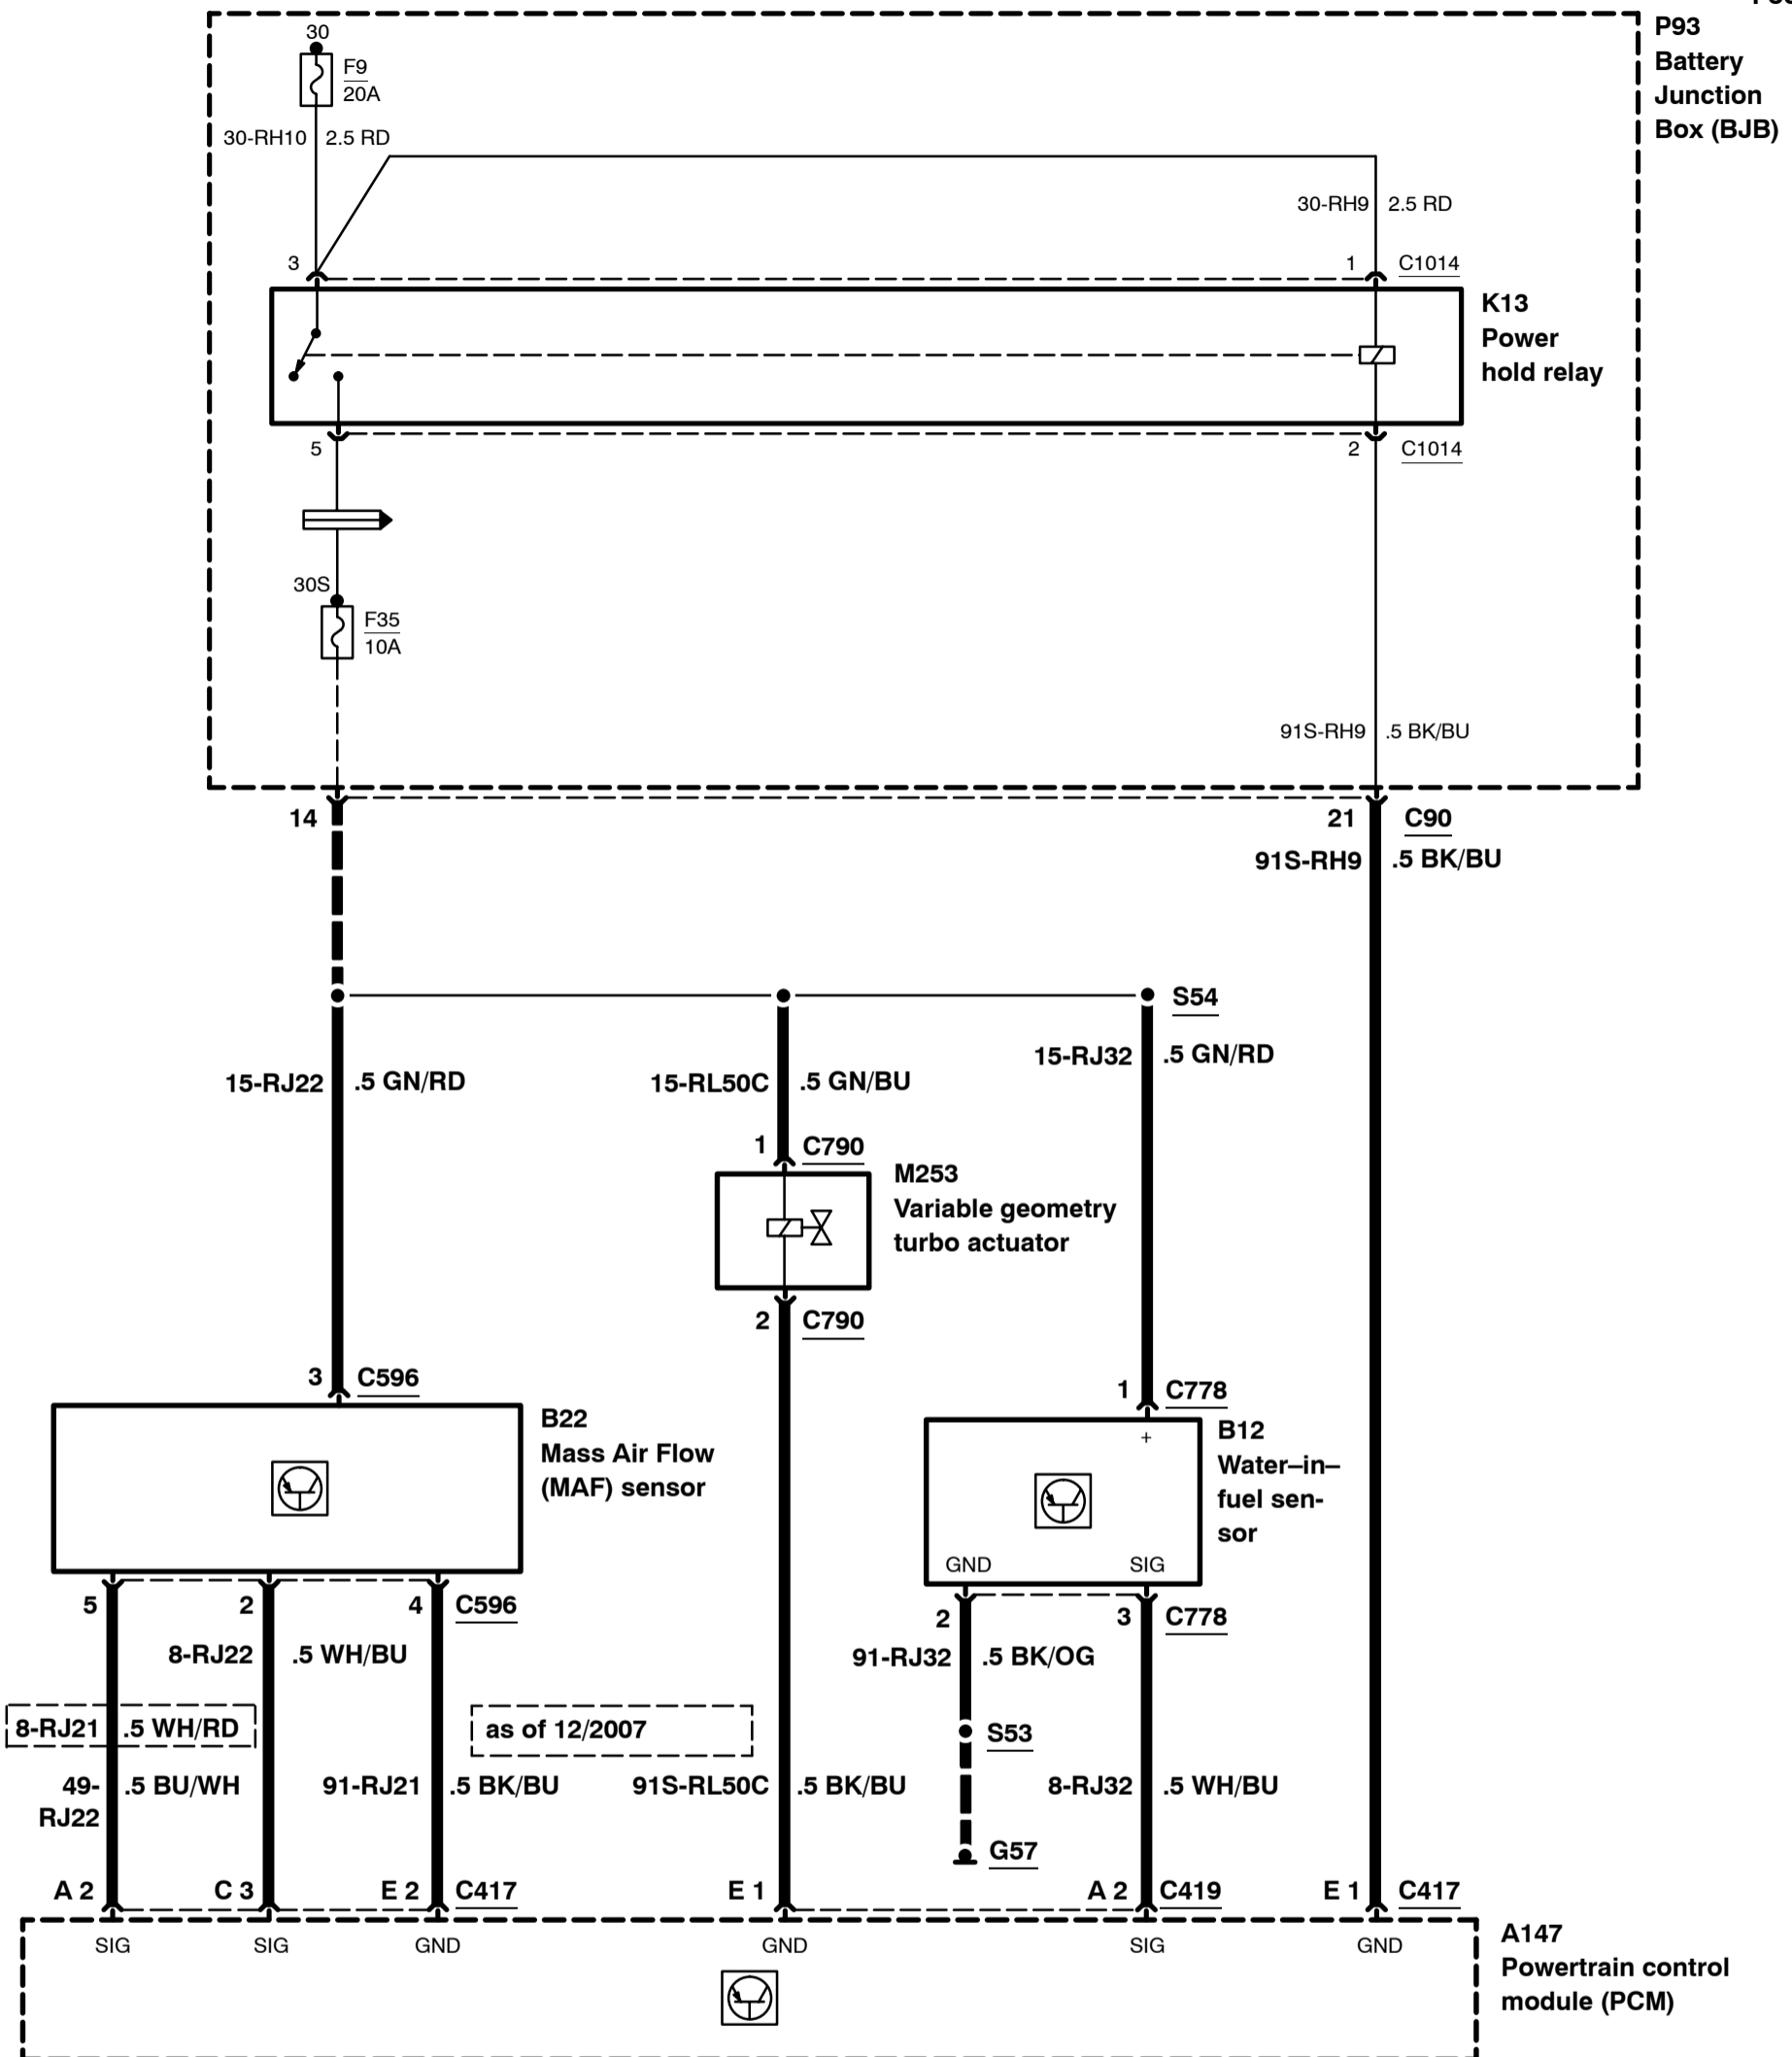 P93
Battery
Junction
Box (BJB)
30
F9
20A
30-RH10 2.5 RD
30-RH9 2.5 RD
3
1 C1014
K13
Power
hold relay
5
2 C1014
30S
F35
10A
91S-RH9 .5 BK/BU
14
21 C90
91S-RH9 .5 BK/BU
S54
15-RJ22 .5 GN/RD
15-RL50C .5 GN/BU
15-RJ32 .5 GN/RD
1 C790
M253
Variable geometry
turbo actuator
2 C790
3 C596
1 C778
B22
Mass Air Flow
(MAF) sensor
+
B12
Water–in–
fuel sen-
sor
GND SIG
5 2 4 C596
2 3 C778
8-RJ22 .5 WH/BU
91-RJ32 .5 BK/OG
8-RJ21 .5 WH/RD
as of 12/2007
S53
49-
RJ22
.5 BU/WH
91-RJ21 .5 BK/BU
91S-RL50C .5 BK/BU
8-RJ32 .5 WH/BU
G57
A 2 C 3 E 2 C417
E 1 A 2 C419
E 1 C417
SIG SIG GND GND SIG GND
A147
Powertrain control
module (PCM)